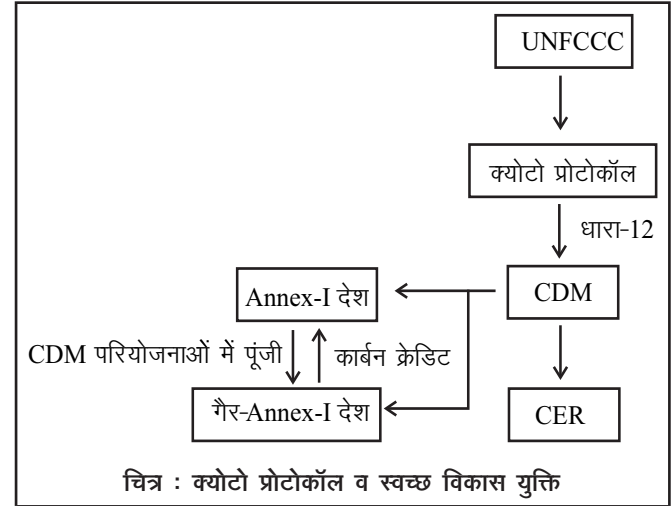 UNFCCC
क्योटो प्रोटोकॉल
धारा-12
Annex-I देश
CDM
CDM परियोजनाओं में पूंजी
कार्बन क्रेडिट
गैर-Annex-I देश
CER
चित्र : क्योटो प्रोटोकॉल व स्वच्छ विकास युक्ति